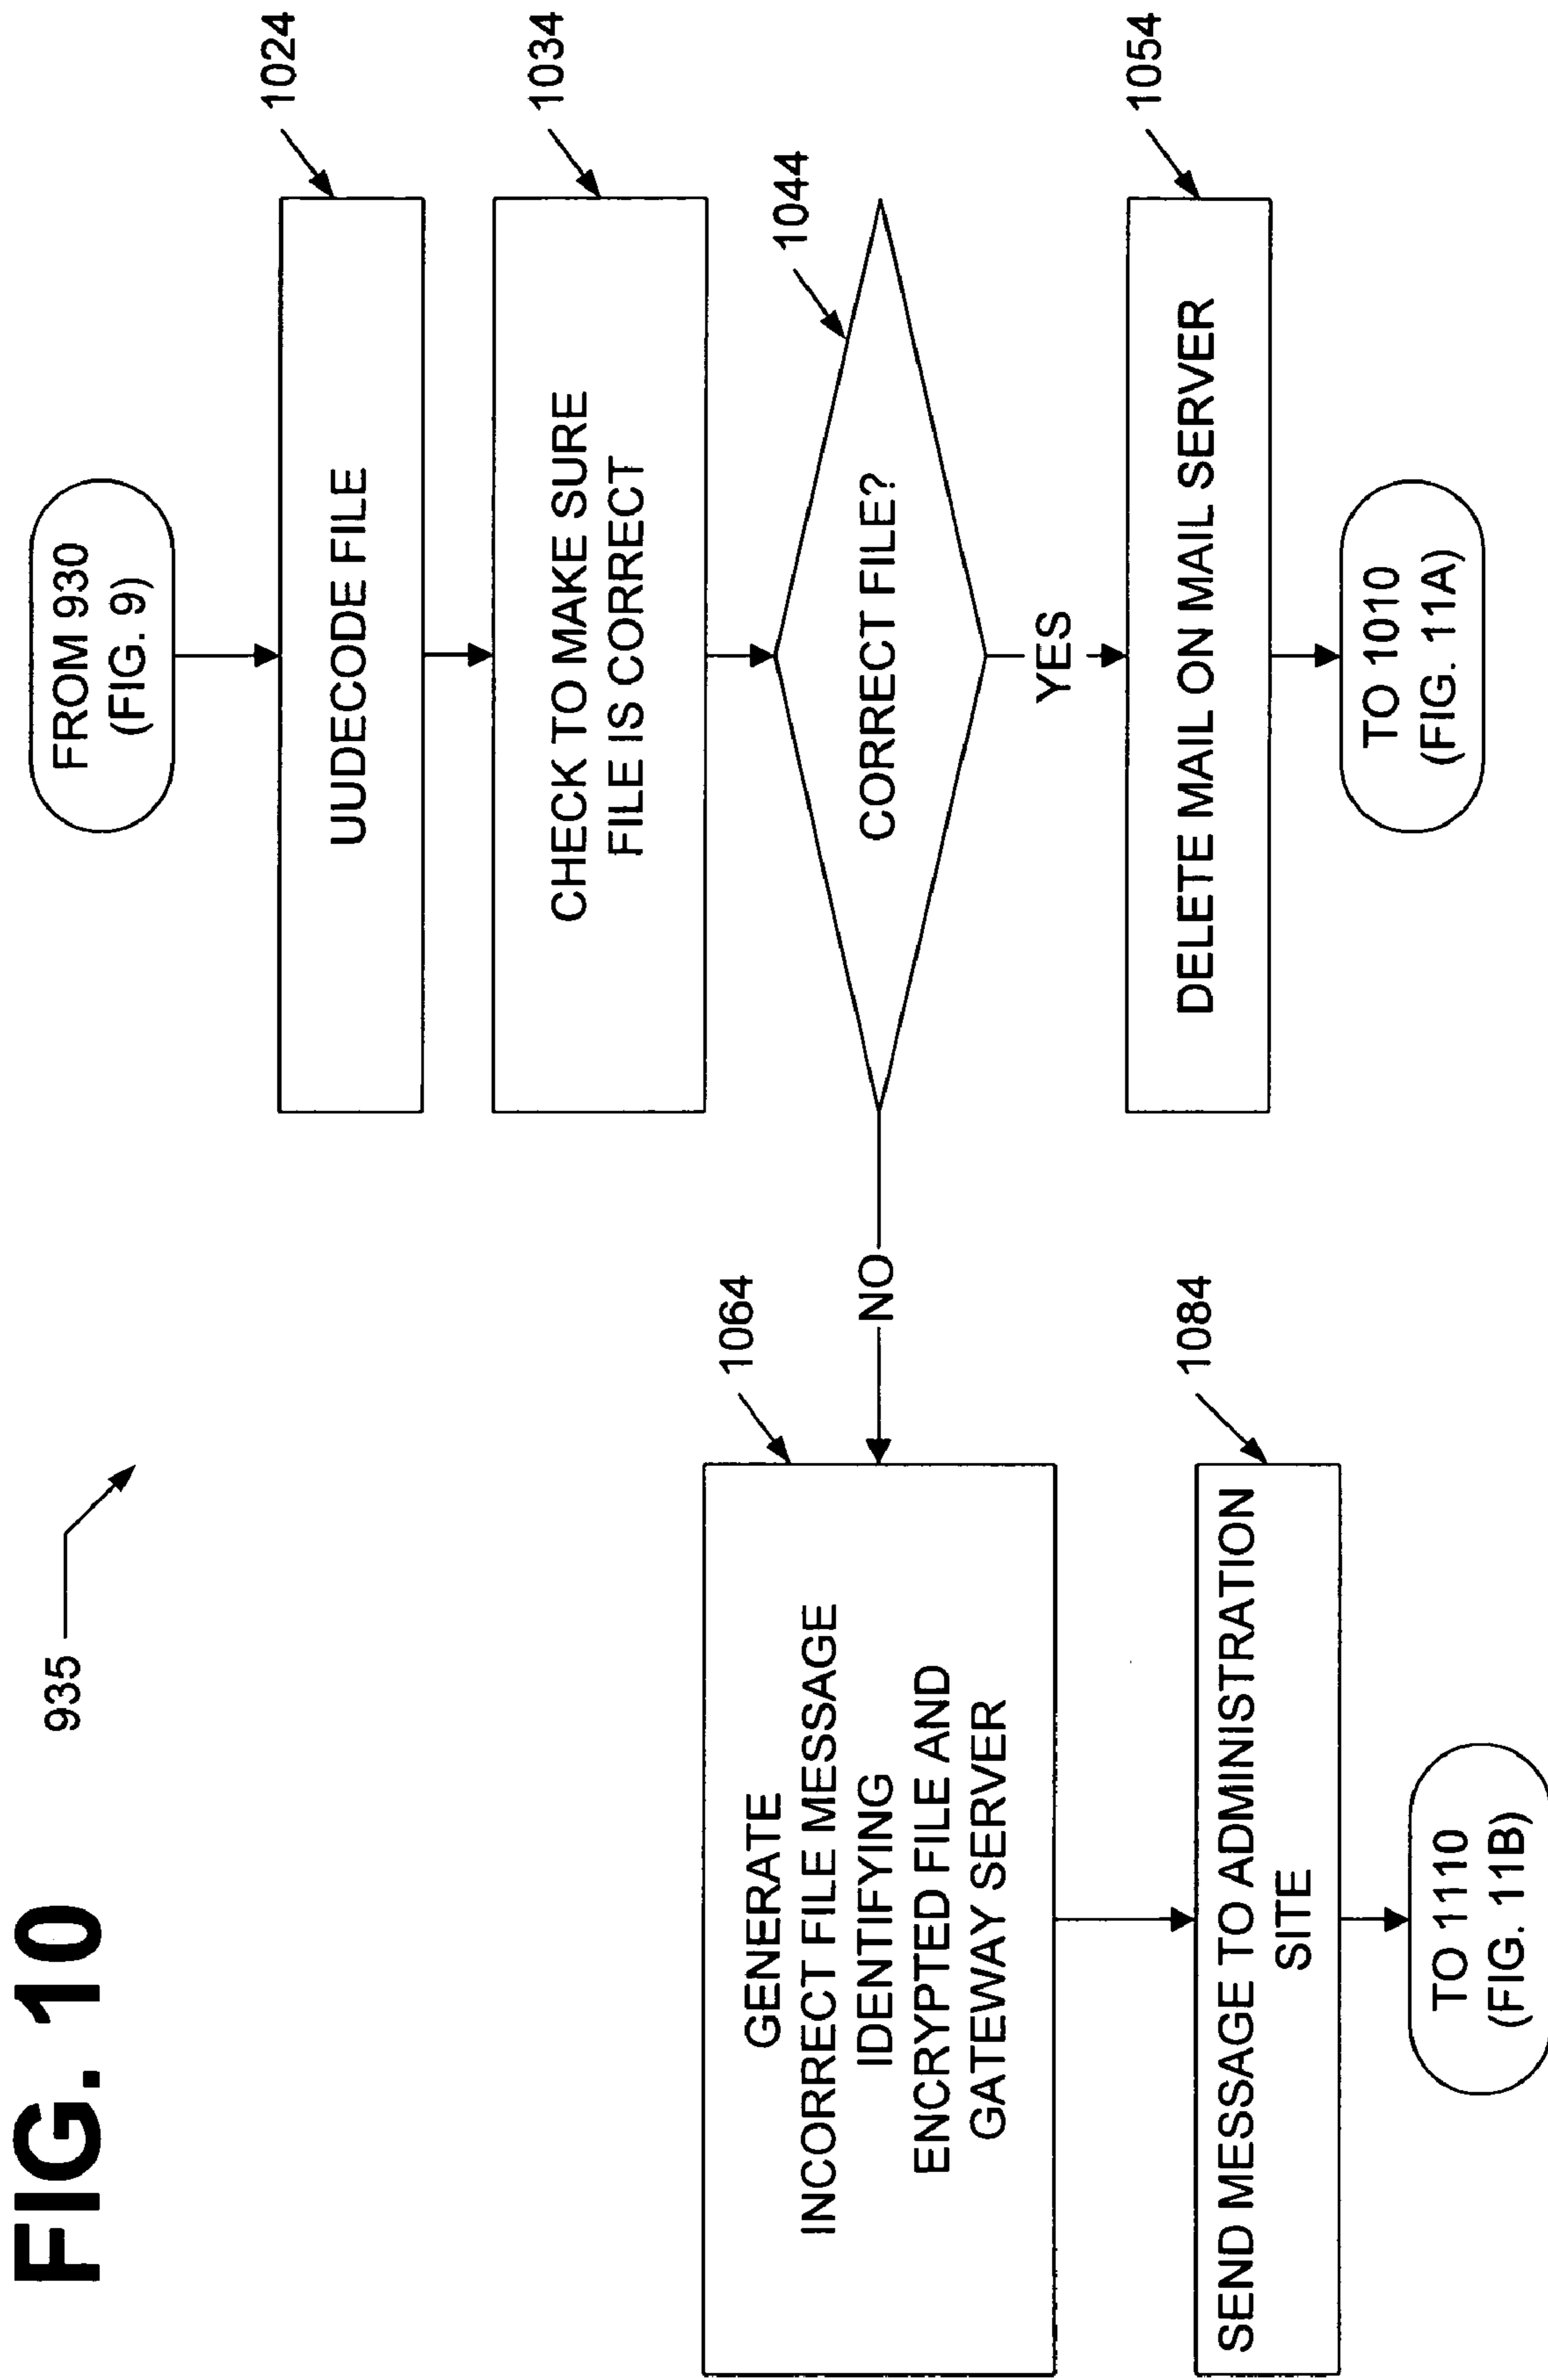 FIG. 10
935
FROM 930
(FIG. 9)
1024
UUDECODE FILE
1034
CHECK TO MAKE SURE
FILE IS CORRECT
1044
CORRECT FILE?
NO
YES
1064
GENERATE
INCORRECT FILE MESSAGE
IDENTIFYING
ENCRYPTED FILE AND
GATEWAY SERVER
1054
DELETE MAIL ON MAIL SERVER
1084
SEND MESSAGE TO ADMINISTRATION
SITE
TO 1010
(FIG. 11A)
TO 1110
(FIG. 11B)